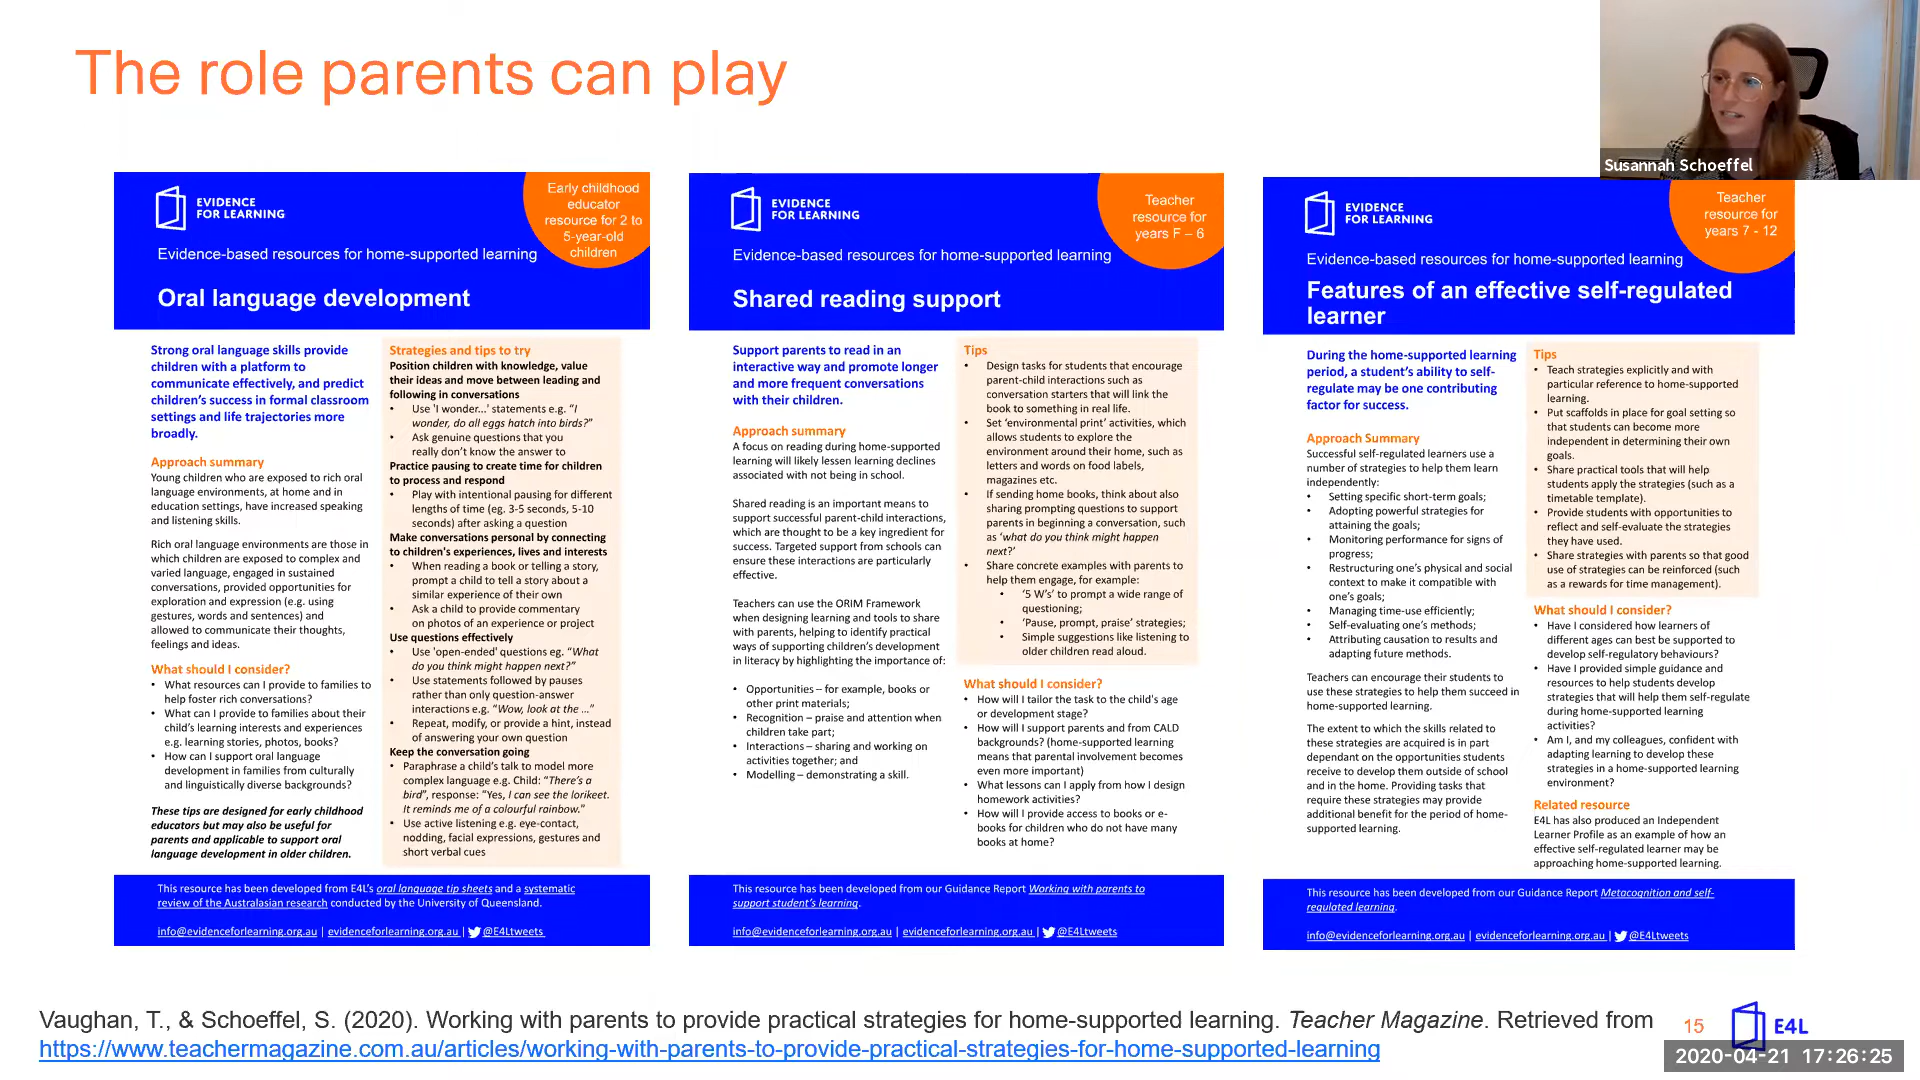 The role parents can play
Susannah Schoeffel
EVIDENCE
FOR LEARNING
Early childhood
educator
resource for 2 to
5-year-old
children
Evidence-based resources for home-supported learning
Oral language development
Strong oral language skills provide
children with a platform to
communicate effectively, and predict
children's success in formal classroom
settings and life trajectories more
broadly.
Approach summary
Young children who are exposed to rich oral
language environments, at home and in
education settings, have increased speaking
and listening skills.
Rich oral language environments are those in
which children are exposed to complex and
varied language, engaged in sustained
conversations, provided opportunities for
exploration and expression (e.g. using
gestures, words and sentences) and
allowed to communicate their thoughts,
feelings and ideas.
What should I consider?
• What resources can I provide to families to
help foster rich conversations?
• What can I provide to families about their
child's learning interests and experiences
e.g. learning stories, photos, books?
• How can I support oral language
development in families from culturally
and linguistically diverse backgrounds?
These tips are designed for early childhood
educators but may also be useful for
parents and applicable to support oral
language development in older children.
Strategies and tips to try
Position children with knowledge, value
their ideas and move between leading and
following in conversations
• Use 'I wonder...' statements e.g. "I
wonder, do all eggs hatch into birds?"
• Ask genuine questions that you
really don't know the answer to
Practice pausing to create time for children
to process and respond
• Play with intentional pausing for different
lengths of time (eg. 3-5 seconds, 5-10
seconds) after asking a question
Make conversations personal by connecting
to children's experiences, lives and interests
• When reading a book or telling a story,
prompt a child to tell a story about a
similar experience of their own
• Ask a child to provide commentary
on photos of an experience or project
Use questions effectively
• Use 'open-ended' questions eg. "What
do you think might happen next?"
• Use statements followed by pauses
rather than only question-answer
interactions e.g. "Wow, look at the ..."
• Repeat, modify, or provide a hint, instead
of answering your own question
Keep the conversation going
• Paraphrase a child's talk to model more
complex language e.g. Child: "There's a
bird", response: "Yes, I can see the lorikeet.
It reminds me of a colourful rainbow."
• Use active listening e.g. eye-contact,
nodding, facial expressions, gestures and
short verbal cues
This resource has been developed from E4L's oral language tip sheets and a systematic
review of the Australasian research conducted by the University of Queensland.
info@evidenceforlearning.org.au | evidenceforlearning.org.au | @E4Ltweets
EVIDENCE
FOR LEARNING
Teacher
resource for
years F – 6
Evidence-based resources for home-supported learning
Shared reading support
Support parents to read in an
interactive way and promote longer
and more frequent conversations
with their children.
Approach summary
A focus on reading during home-supported
learning will likely lessen learning declines
associated with not being in school.
Shared reading is an important means to
support successful parent-child interactions,
which are thought to be a key ingredient for
success. Targeted support from schools can
ensure these interactions are particularly
effective.
Teachers can use the ORIM Framework
when designing learning and tools to share
with parents, helping to identify practical
ways of supporting children's development
in literacy by highlighting the importance of:
• Opportunities – for example, books or
other print materials;
• Recognition – praise and attention when
children take part;
• Interactions – sharing and working on
activities together; and
• Modelling – demonstrating a skill.
Tips
• Design tasks for students that encourage
parent-child interactions such as
conversation starters that will link the
book to something in real life.
• Set 'environmental print' activities, which
allows students to explore the
environment around their home, such as
letters and words on food labels,
magazines etc.
• If sending home books, think about also
sharing prompting questions to support
parents in beginning a conversation, such
as 'what do you think might happen
next?'
• Share concrete examples with parents to
help them engage, for example:
• '5 W's' to prompt a wide range of
questioning;
• 'Pause, prompt, praise' strategies;
• Simple suggestions like listening to
older children read aloud.
What should I consider?
• How will I tailor the task to the child's age
or development stage?
• How will I support parents and from CALD
backgrounds? (home-supported learning
means that parental involvement becomes
even more important)
• What lessons can I apply from how I design
homework activities?
• How will I provide access to books or e-
books for children who do not have many
books at home?
This resource has been developed from our Guidance Report Working with parents to
support student's learning.
info@evidenceforlearning.org.au | evidenceforlearning.org.au | @E4Ltweets
EVIDENCE
FOR LEARNING
Teacher
resource for
years 7 - 12
Evidence-based resources for home-supported learning
Features of an effective self-regulated
learner
During the home-supported learning
period, a student's ability to self-
regulate may be one contributing
factor for success.
Approach Summary
Successful self-regulated learners use a
number of strategies to help them learn
independently:
• Setting specific short-term goals;
• Adopting powerful strategies for
attaining the goals;
• Monitoring performance for signs of
progress;
• Restructuring one's physical and social
context to make it compatible with
one's goals;
• Managing time-use efficiently;
• Self-evaluating one's methods;
• Attributing causation to results and
adapting future methods.
Teachers can encourage their students to
use these strategies to help them succeed in
home-supported learning.
The extent to which the skills related to
these strategies are acquired is in part
dependant on the opportunities students
receive to develop them outside of school
and in the home. Providing tasks that
require these strategies may provide
additional benefit for the period of home-
supported learning.
Tips
• Teach strategies explicitly and with
particular reference to home-supported
learning.
• Put scaffolds in place for goal setting so
that students can become more
independent in determining their own
goals.
• Share practical tools that will help
students apply the strategies (such as a
timetable template).
• Provide students with opportunities to
reflect and self-evaluate the strategies
they have used.
• Share strategies with parents so that good
use of strategies can be reinforced (such
as a rewards for time management).
What should I consider?
• Have I considered how learners of
different ages can best be supported to
develop self-regulatory behaviours?
• Have I provided simple guidance and
resources to help students develop
strategies that will help them self-regulate
during home-supported learning
activities?
• Am I, and my colleagues, confident with
adapting learning to develop these
strategies in a home-supported learning
environment?
Related resource
E4L has also produced an Independent
Learner Profile as an example of how an
effective self-regulated learner may be
approaching home-supported learning.
This resource has been developed from our Guidance Report Metacognition and self-
regulated learning.
info@evidenceforlearning.org.au | evidenceforlearning.org.au | @E4Ltweets
Vaughan, T., & Schoeffel, S. (2020). Working with parents to provide practical strategies for home-supported learning. Teacher Magazine. Retrieved from
https://www.teachermagazine.com.au/articles/working-with-parents-to-provide-practical-strategies-for-home-supported-learning
15
E4L
2020-04-21 17:26:25